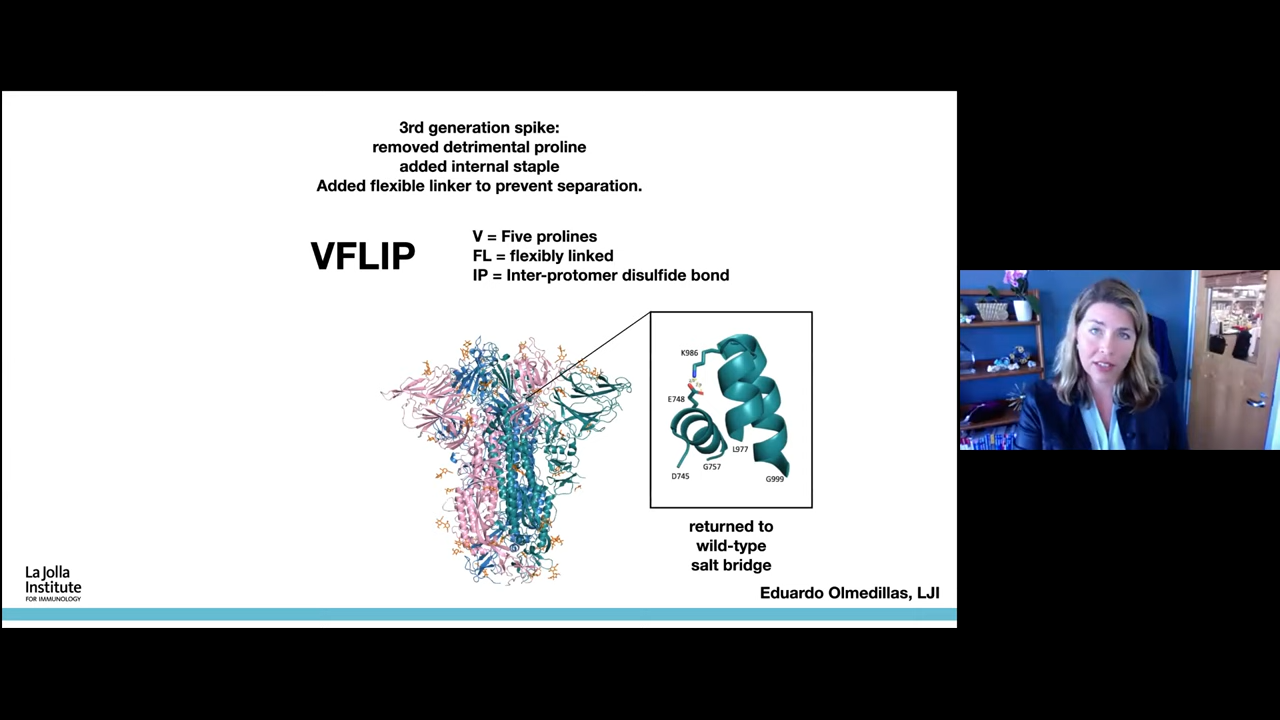 3rd generation spike:
removed detrimental proline
added internal staple
Added flexible linker to prevent separation.
VFLIP
V = Five prolines
FL = flexibly linked
IP = Inter-protomer disulfide bond
K986
E748
L977
G757
D745
G999
returned to
wild-type
salt bridge
Eduardo Olmedillas, LJI
La Jolla
Institute
FOR IMMUNOLOGY